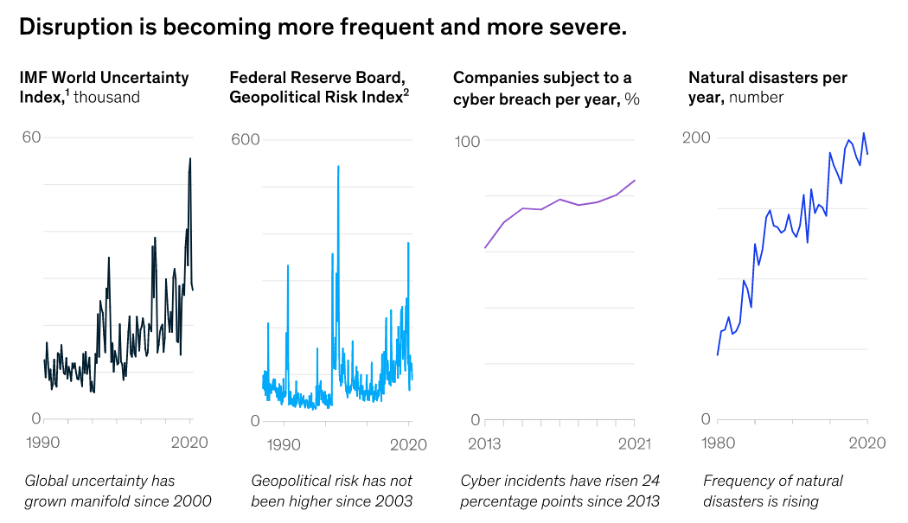 Disruption is becoming more frequent and more severe.
IMF World Uncertainty
Index,¹ thousand
60
0
1990
2020
Global uncertainty has
grown manifold since 2000
Federal Reserve Board,
Geopolitical Risk Index²
600
0
1990
2020
Geopolitical risk has not
been higher since 2003
Companies subject to a
cyber breach per year, %
100
0
2013
2021
Cyber incidents have risen 24
percentage points since 2013
Natural disasters per
year, number
200
0
1980
2020
Frequency of natural
disasters is rising